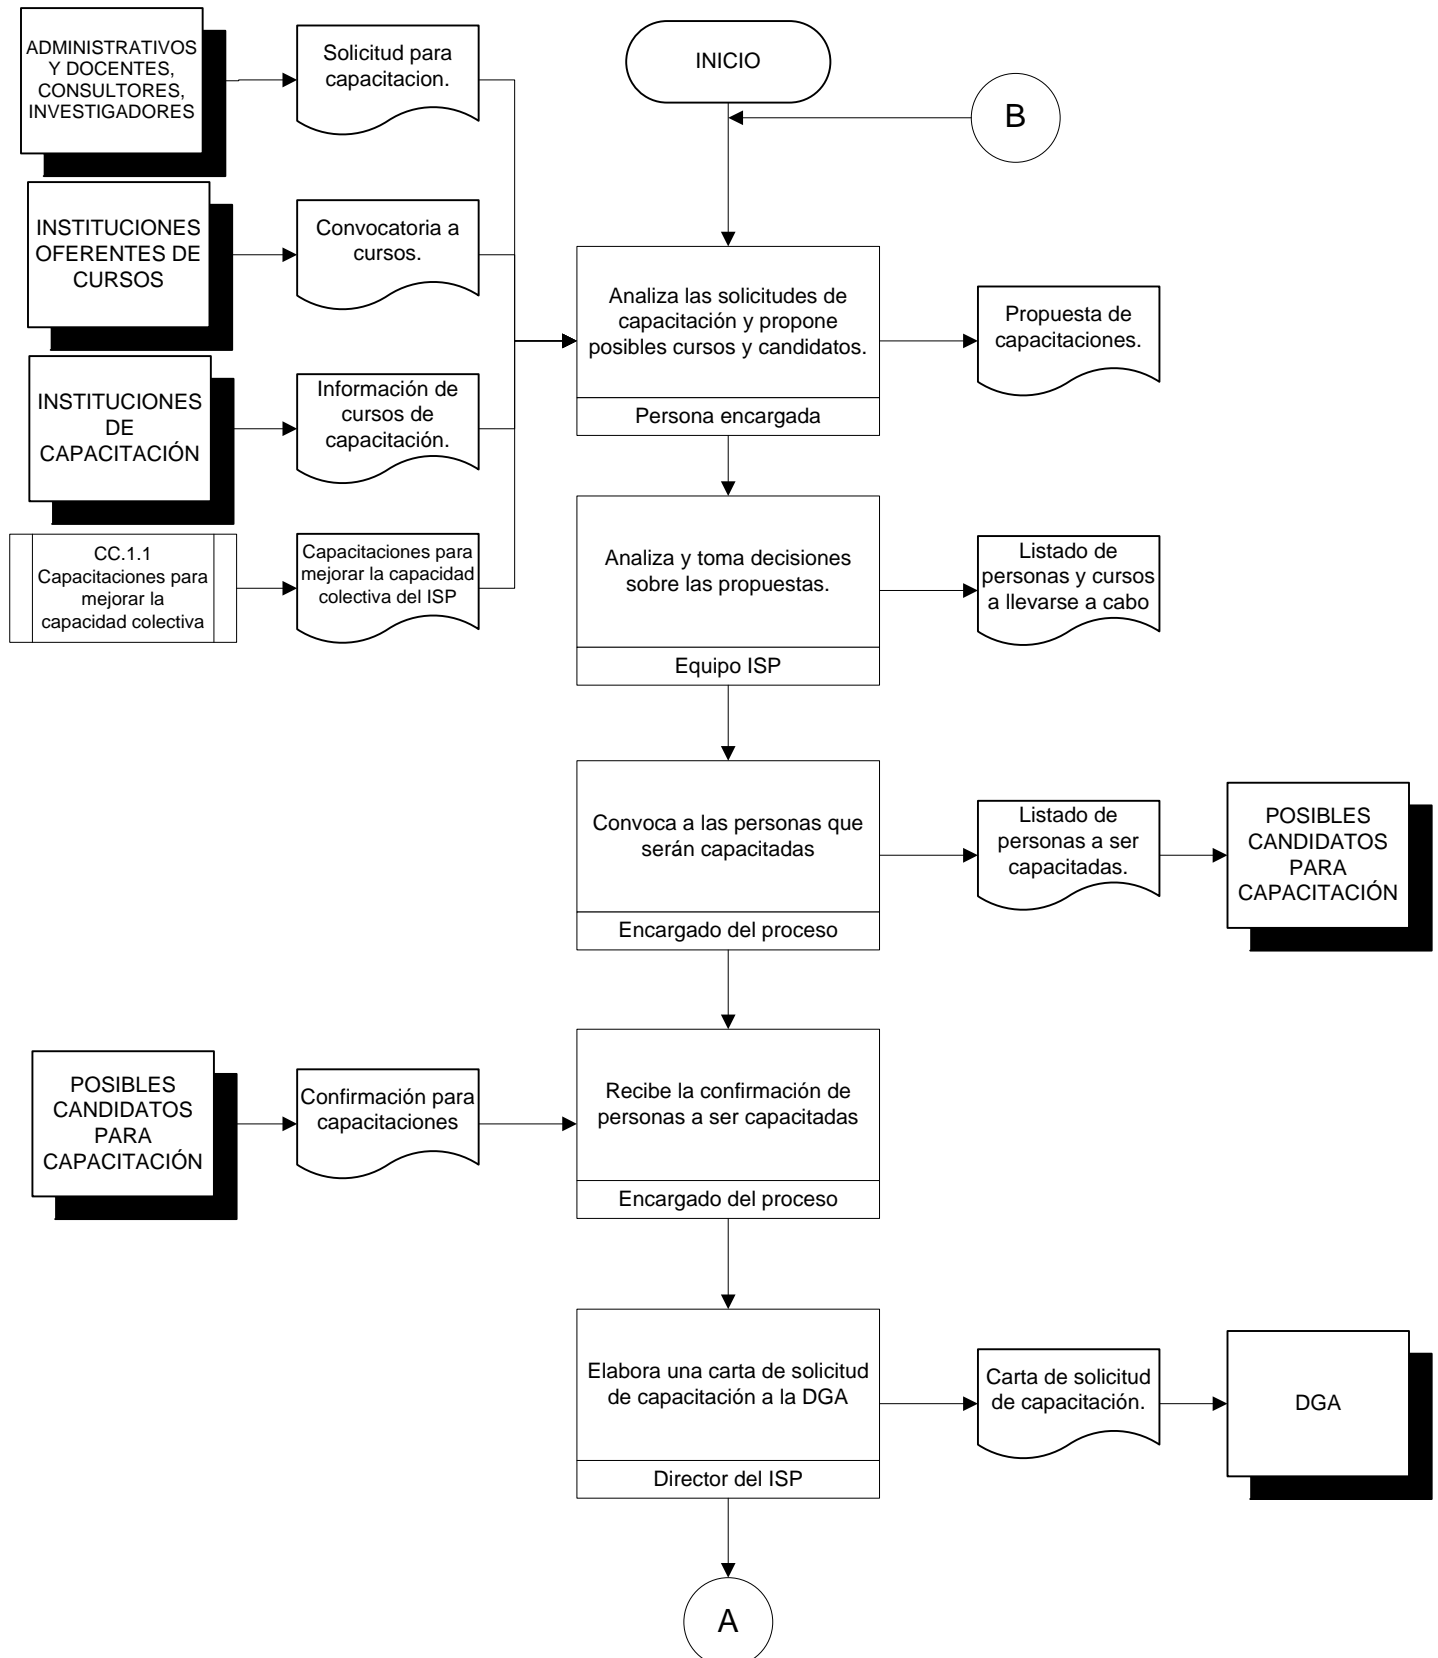 ADMINISTRATIVOS
Y DOCENTES,
CONSULTORES,
INVESTIGADORES
Solicitud para
capacitacion.
INICIO
B
INSTITUCIONES
OFERENTES DE
CURSOS
Convocatoria a
cursos.
Analiza las solicitudes de
capacitación y propone
posibles cursos y candidatos.
Persona encargada
Propuesta de
capacitaciones.
INSTITUCIONES
DE
CAPACITACIÓN
Información de
cursos de
capacitación.
CC.1.1
Capacitaciones para
mejorar la
capacidad colectiva
Capacitaciones para
mejorar la capacidad
colectiva del ISP
Analiza y toma decisiones
sobre las propuestas.
Equipo ISP
Listado de
personas y cursos
a llevarse a cabo
Convoca a las personas que
serán capacitadas
Encargado del proceso
Listado de
personas a ser
capacitadas.
POSIBLES
CANDIDATOS
PARA
CAPACITACIÓN
POSIBLES
CANDIDATOS
PARA
CAPACITACIÓN
Confirmación para
capacitaciones
Recibe la confirmación de
personas a ser capacitadas
Encargado del proceso
Elabora una carta de solicitud
de capacitación a la DGA
Director del ISP
Carta de solicitud
de capacitación.
DGA
A